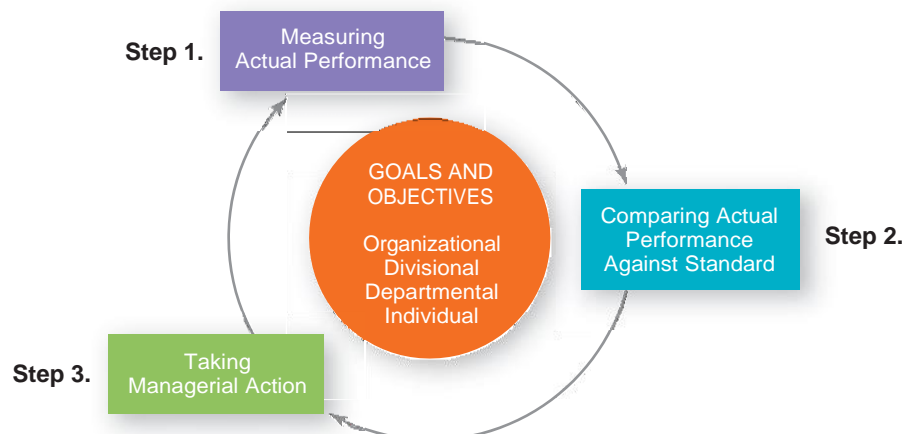 Step 1.
Measuring
Actual Performance
GOALS AND
OBJECTIVES
Organizational
Divisional
Departmental
Individual
Comparing Actual
Performance
Against Standard
Step 2.
Step 3.
Taking
Managerial Action